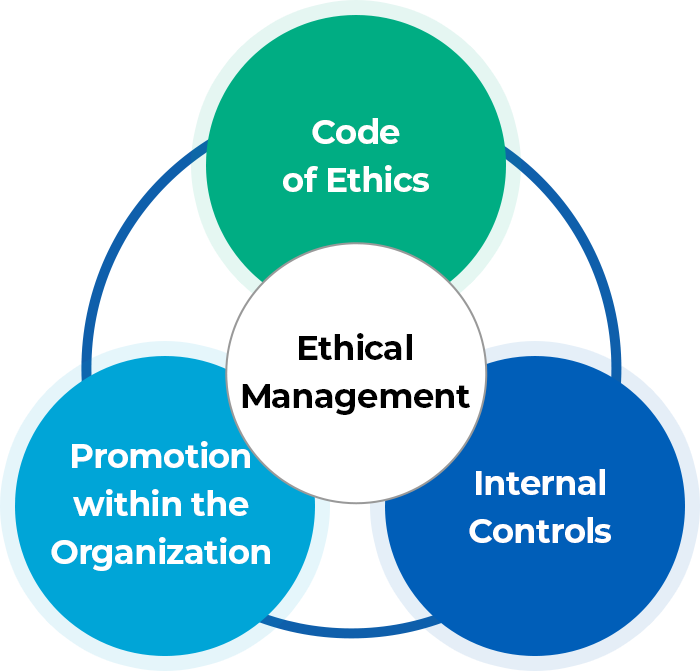 Code
of Ethics
Ethical
Management
Promotion
within the
Organization
Internal
Controls